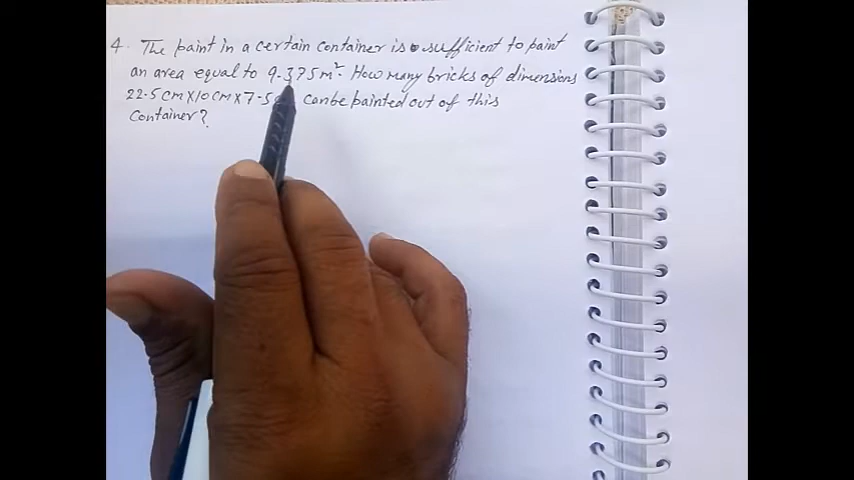 4. The paint in a certain container is sufficient to paint
an area equal to 9.375m². How many bricks of dimensions
22.5cm×10cm×7.5 can be painted out of this
Container?